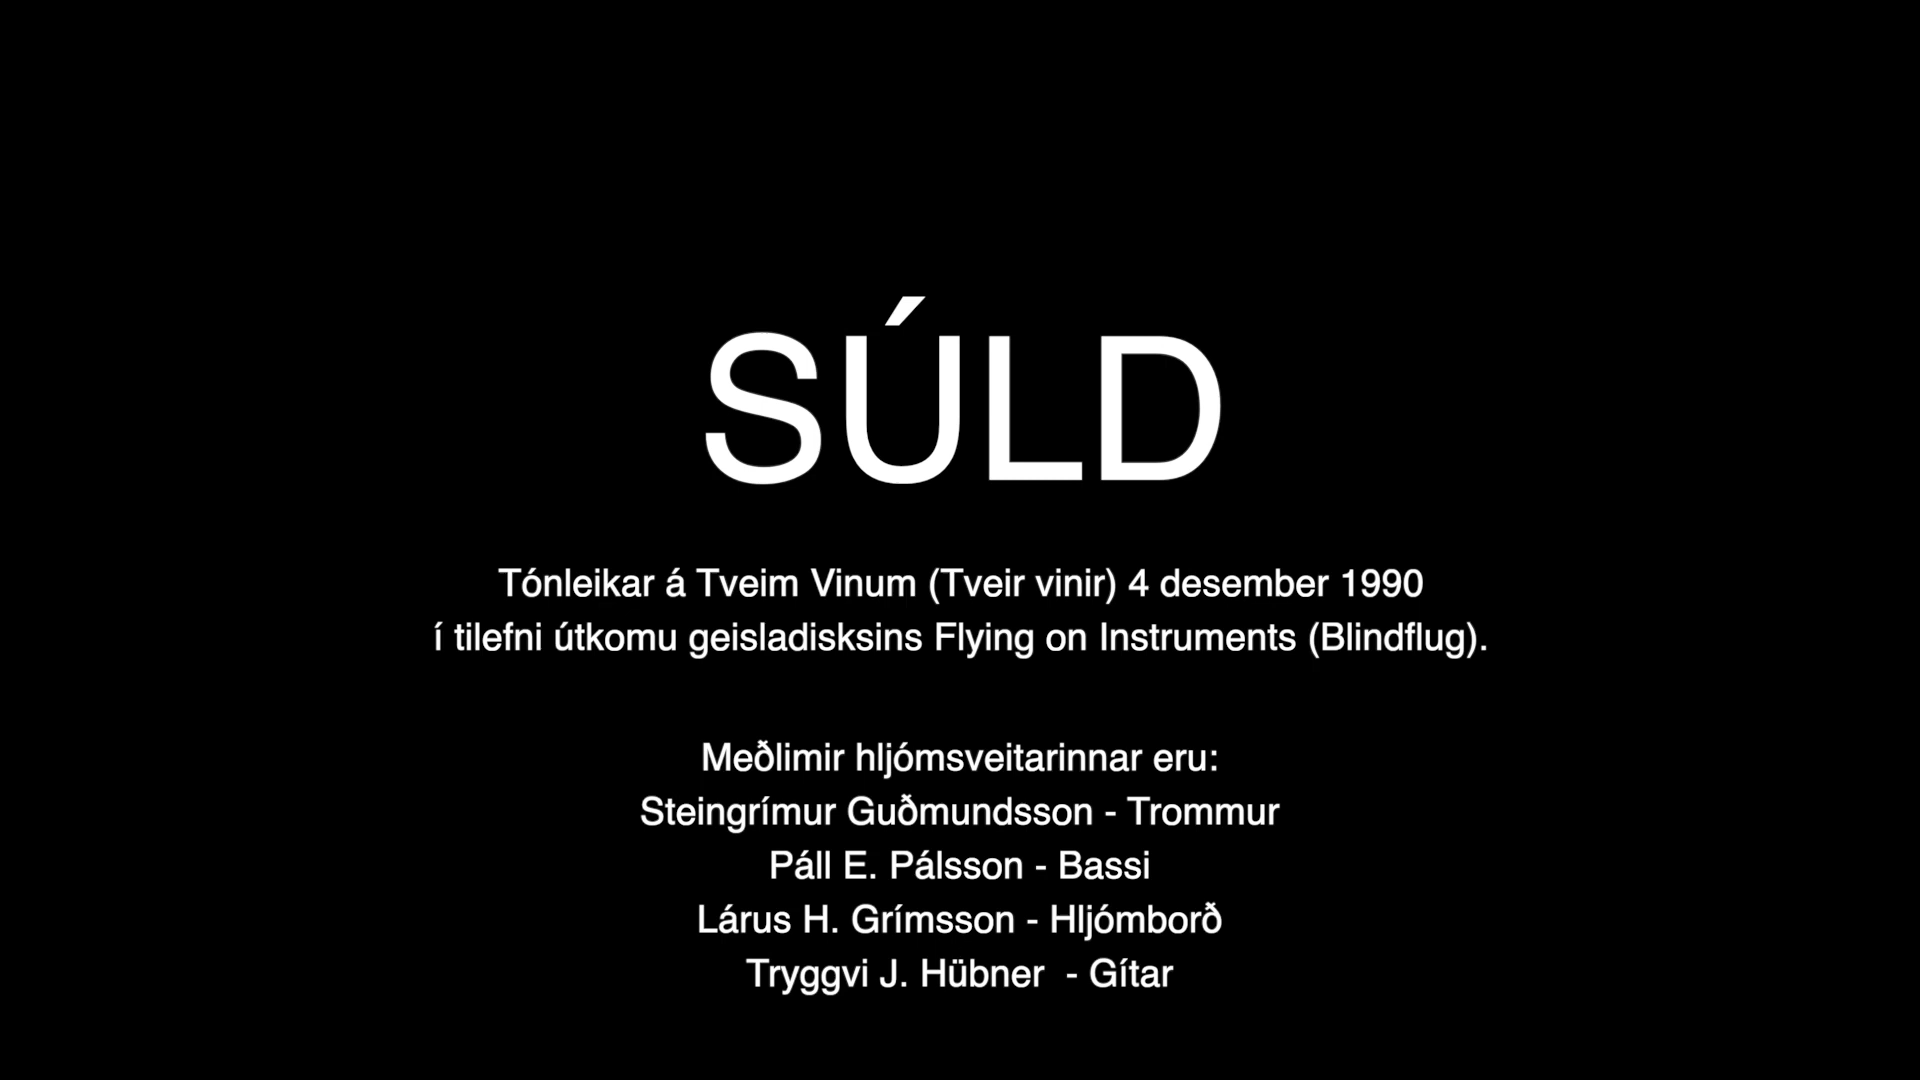 SÚLD
Tónleikar á Tveim Vinum (Tveir vinir) 4 desember 1990
í tilefni útkomu geisladisksins Flying on Instruments (Blindflug).
Meðlimir hljómsveitarinnar eru:
Steingrímur Guðmundsson - Trommur
Páll E. Pálsson - Bassi
Lárus H. Grímsson - Hljómborð
Tryggvi J. Hübner  - Gítar